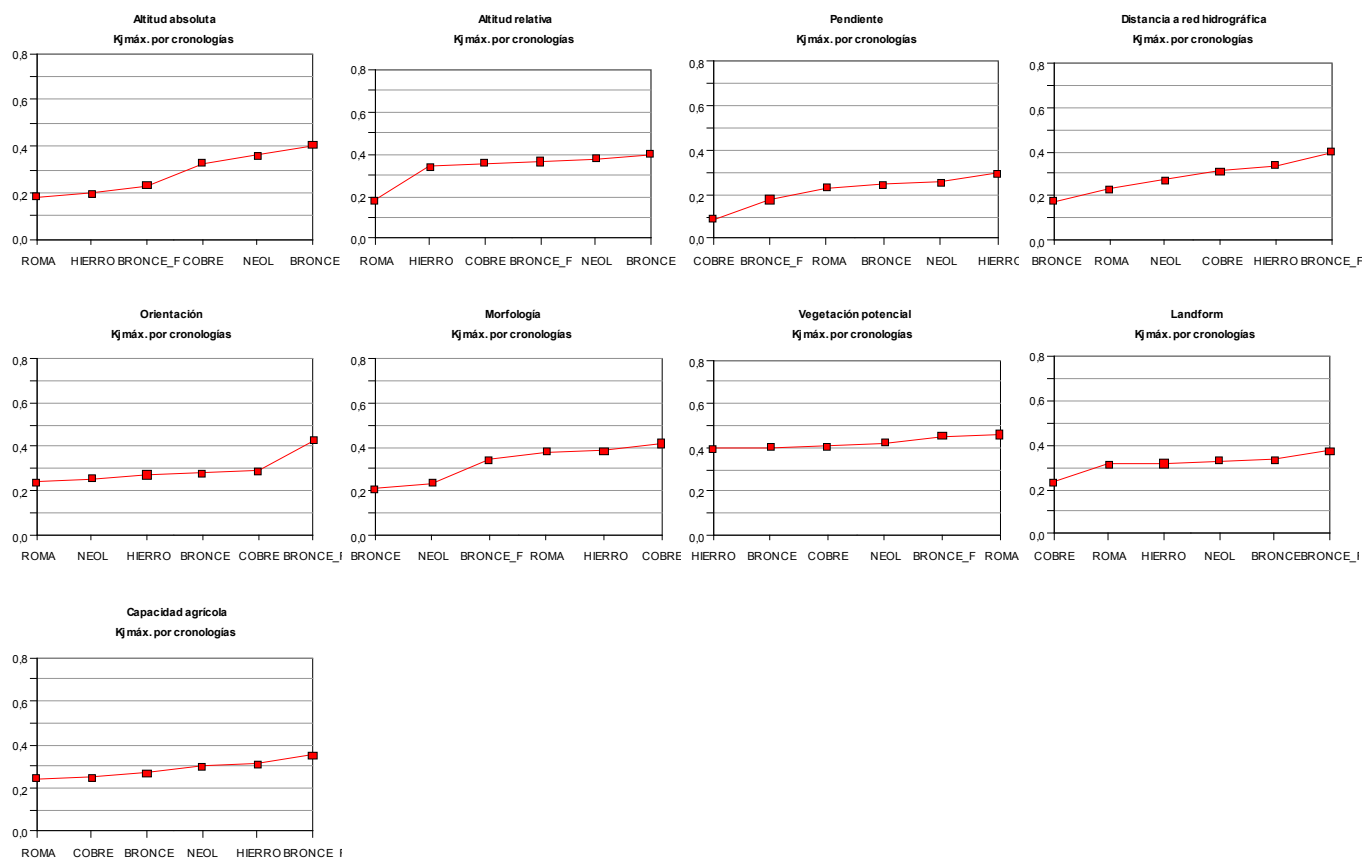 Altitud absoluta
Kj máx. por cronologías
0,8
0,6
0,4
0,2
0,0
ROMA HIERRO BRONCE_F COBRE NEOL BRONCE
Altitud relativa
Kj máx. por cronologías
0,8
0,6
0,4
0,2
0,0
ROMA HIERRO COBRE BRONCE_F NEOL BRONCE
Pendiente
Kj máx. por cronologías
0,8
0,6
0,4
0,2
0,0
COBRE BRONCE_F ROMA BRONCE NEOL HIERRO
Distancia a red hidrográfica
Kj máx. por cronologías
0,8
0,6
0,4
0,2
0,0
BRONCE ROMA NEOL COBRE HIERRO BRONCE_F
Orientación
Kj máx. por cronologías
0,8
0,6
0,4
0,2
0,0
ROMA NEOL HIERRO BRONCE COBRE BRONCE_F
Morfología
Kj máx. por cronologías
0,8
0,6
0,4
0,2
0,0
BRONCE NEOL BRONCE_F ROMA HIERRO COBRE
Vegetación potencial
Kj máx. por cronologías
0,8
0,6
0,4
0,2
0,0
HIERRO BRONCE COBRE NEOL BRONCE_F ROMA
Landform
Kj máx. por cronologías
0,8
0,6
0,4
0,2
0,0
COBRE ROMA HIERRO NEOL BRONCE BRONCE_F
Capacidad agrícola
Kj máx. por cronologías
0,8
0,6
0,4
0,2
0,0
ROMA COBRE BRONCE NEOL HIERRO BRONCE_F